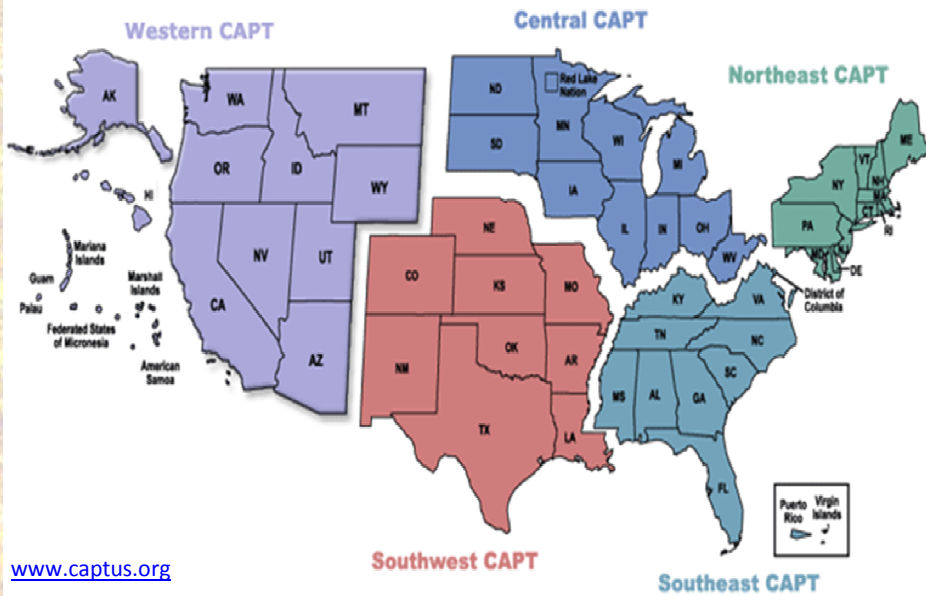 Western CAPT
Central CAPT
Northeast CAPT
Southwest CAPT
Southeast CAPT
AK
WA
MT
OR
ID
WY
HI
NV
UT
CA
AZ
Mariana
Islands
Guam
Palau
Marshall
Islands
Federated States
of Micronesia
American
Samoa
ND
Red Lake
Nation
MN
SD
WI
MI
IA
IL
IN
OH
WV
ME
VT
NH
NY
MA
CT
RI
PA
NJ
MD
DE
District of
Columbia
NE
CO
KS
MO
NM
OK
AR
TX
LA
KY
VA
TN
NC
SC
MS
AL
GA
FL
Puerto
Rico
Virgin
Islands
www.captus.org